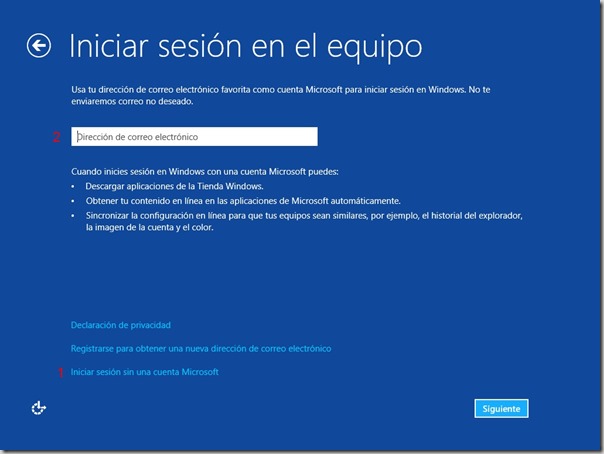 Iniciar sesión en el equipo
Usa tu dirección de correo electrónico favorita como cuenta Microsoft para iniciar sesión en Windows. No te
enviaremos correo no deseado.
2 Dirección de correo electrónico
Cuando inicies sesión en Windows con una cuenta Microsoft puedes:
• Descargar aplicaciones de la Tienda Windows.
• Obtener tu contenido en línea en las aplicaciones de Microsoft automáticamente.
• Sincronizar la configuración en línea para que tus equipos sean similares, por ejemplo, el historial del explorador,
la imagen de la cuenta y el color.
Declaración de privacidad
Registrarse para obtener una nueva dirección de correo electrónico
1 Iniciar sesión sin una cuenta Microsoft
Siguiente